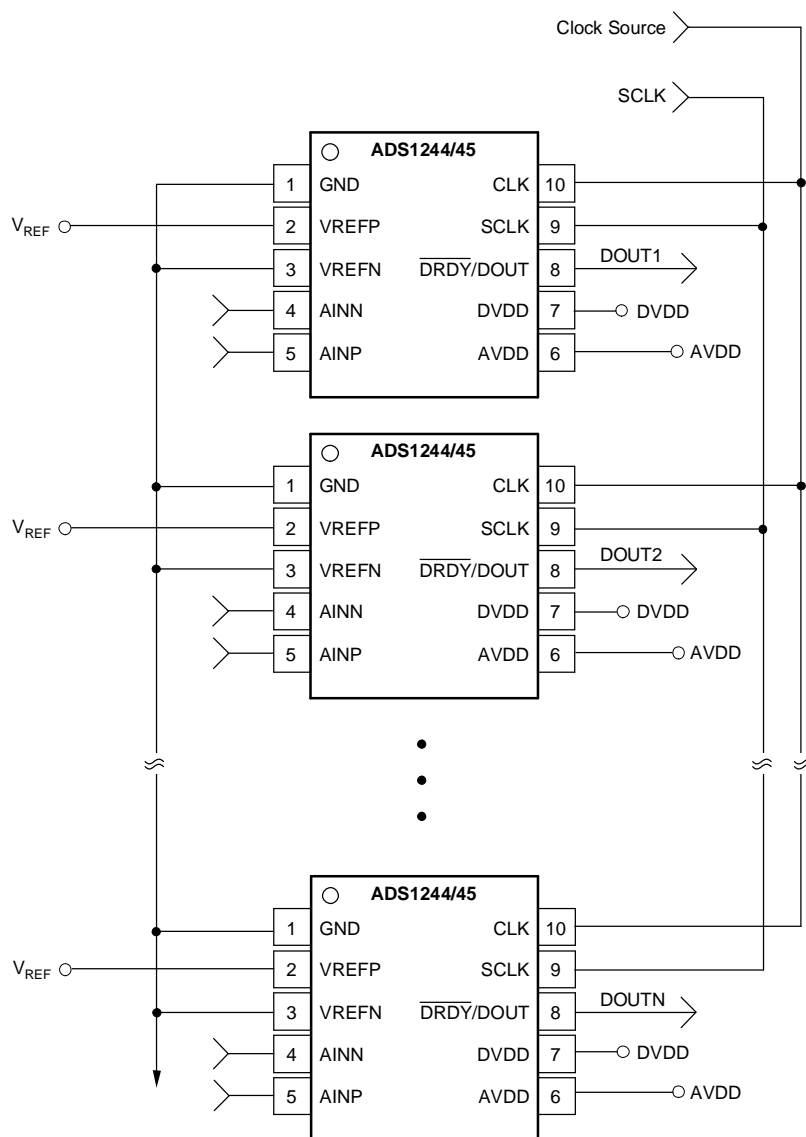 Clock Source
SCLK
ADS1244/45
1 GND CLK 10
VREF 2 VREFP SCLK 9
3 VREFN DRDY/DOUT 8 DOUT1
4 AINN DVDD 7 DVDD
5 AINP AVDD 6 AVDD
ADS1244/45
1 GND CLK 10
VREF 2 VREFP SCLK 9
3 VREFN DRDY/DOUT 8 DOUT2
4 AINN DVDD 7 DVDD
5 AINP AVDD 6 AVDD
ADS1244/45
1 GND CLK 10
VREF 2 VREFP SCLK 9
3 VREFN DRDY/DOUT 8 DOUTN
4 AINN DVDD 7 DVDD
5 AINP AVDD 6 AVDD